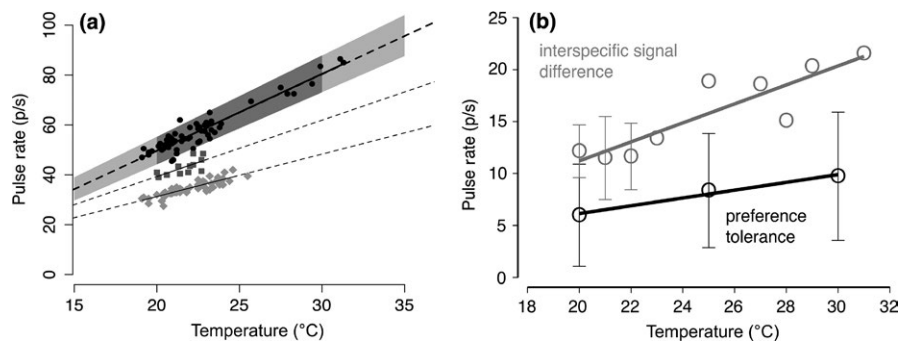 (a)
Pulse rate (p/s)
100
80
60
40
20
0
15
20
25
30
35
Temperature (°C)
(b)
Pulse rate (p/s)
25
20
15
10
5
0
interspecific signal
difference
preference
tolerance
18
20
22
24
26
28
30
32
Temperature (°C)